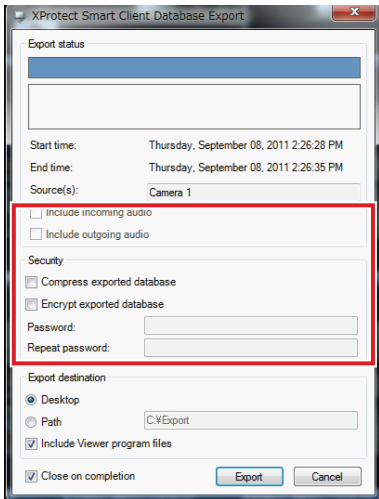 XProtect Smart Client Database Export
Export status
Start time: Thursday, September 08, 2011 2:26:28 PM
End time: Thursday, September 08, 2011 2:26:35 PM
Source(s): Camera 1
Include incoming audio
Include outgoing audio
Security
Compress exported database
Encrypt exported database
Password:
Repeat password:
Export destination
Desktop
Path C:¥Export
Include Viewer program files
Close on completion Export Cancel